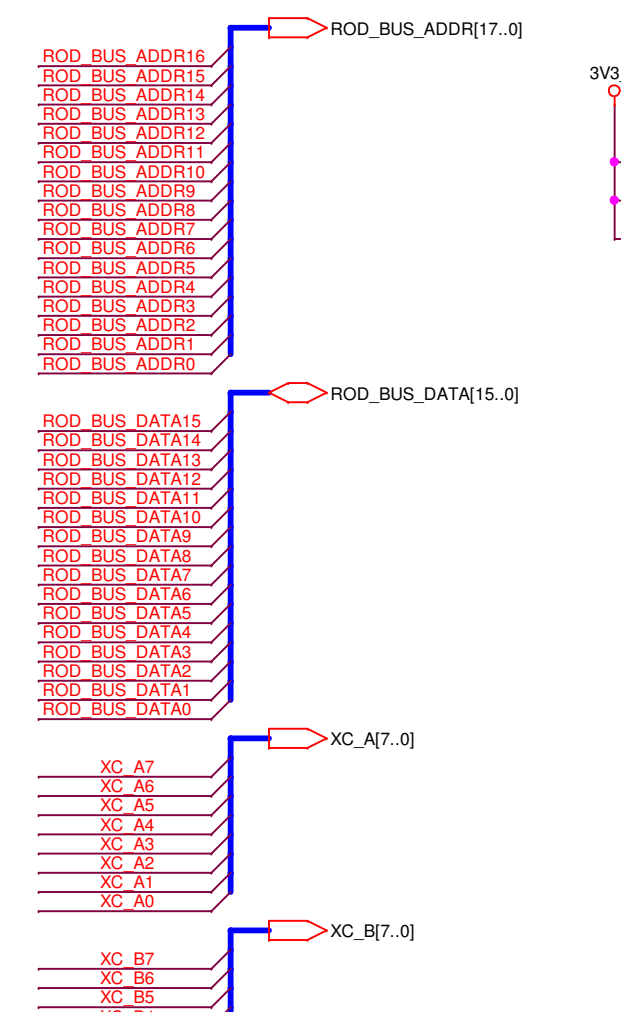 ROD_BUS_ADDR[17..0]
3V3_
ROD_BUS_ADDR16
ROD_BUS_ADDR15
ROD_BUS_ADDR14
ROD_BUS_ADDR13
ROD_BUS_ADDR12
ROD_BUS_ADDR11
ROD_BUS_ADDR10
ROD_BUS_ADDR9
ROD_BUS_ADDR8
ROD_BUS_ADDR7
ROD_BUS_ADDR6
ROD_BUS_ADDR5
ROD_BUS_ADDR4
ROD_BUS_ADDR3
ROD_BUS_ADDR2
ROD_BUS_ADDR1
ROD_BUS_ADDR0
ROD_BUS_DATA[15..0]
ROD_BUS_DATA15
ROD_BUS_DATA14
ROD_BUS_DATA13
ROD_BUS_DATA12
ROD_BUS_DATA11
ROD_BUS_DATA10
ROD_BUS_DATA9
ROD_BUS_DATA8
ROD_BUS_DATA7
ROD_BUS_DATA6
ROD_BUS_DATA5
ROD_BUS_DATA4
ROD_BUS_DATA3
ROD_BUS_DATA2
ROD_BUS_DATA1
ROD_BUS_DATA0
XC_A[7..0]
XC_A7
XC_A6
XC_A5
XC_A4
XC_A3
XC_A2
XC_A1
XC_A0
XC_B[7..0]
XC_B7
XC_B6
XC_B5